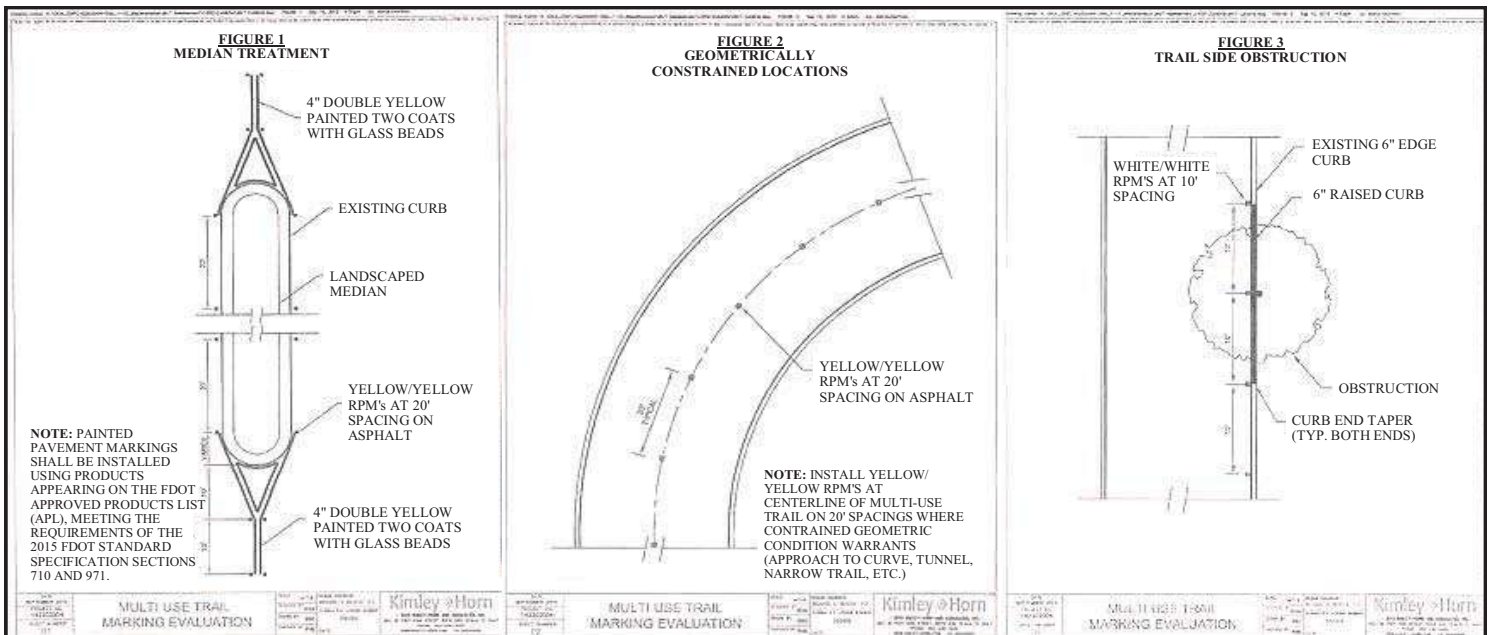 FIGURE 1
MEDIAN TREATMENT
4" DOUBLE YELLOW
PAINTED TWO COATS
WITH GLASS BEADS
EXISTING CURB
LANDSCAPED
MEDIAN
YELLOW/YELLOW
RPM's AT 20'
SPACING ON
ASPHALT
NOTE: PAINTED
PAVEMENT MARKINGS
SHALL BE INSTALLED
USING PRODUCTS
APPEARING ON THE FDOT
APPROVED PRODUCTS LIST
(APL), MEETING THE
REQUIREMENTS OF THE
2015 FDOT STANDARD
SPECIFICATION SECTIONS
710 AND 971.
4" DOUBLE YELLOW
PAINTED TWO COATS
WITH GLASS BEADS
MULTI USE TRAIL
MARKING EVALUATION
Kimley»Horn
FIGURE 2
GEOMETRICALLY
CONSTRAINED LOCATIONS
YELLOW/YELLOW
RPM's AT 20'
SPACING ON ASPHALT
20'
TYPICAL
NOTE: INSTALL YELLOW/
YELLOW RPM'S AT
CENTERLINE OF MULTI-USE
TRAIL ON 20' SPACINGS WHERE
CONTRAINED GEOMETRIC
CONDITION WARRANTS
(APPROACH TO CURVE, TUNNEL,
NARROW TRAIL, ETC.)
MULTI USE TRAIL
MARKING EVALUATION
Kimley»Horn
FIGURE 3
TRAIL SIDE OBSTRUCTION
WHITE/WHITE
RPM'S AT 10'
SPACING
EXISTING 6" EDGE
CURB
6" RAISED CURB
OBSTRUCTION
CURB END TAPER
(TYP. BOTH ENDS)
MULTI USE TRAIL
MARKING EVALUATION
Kimley»Horn